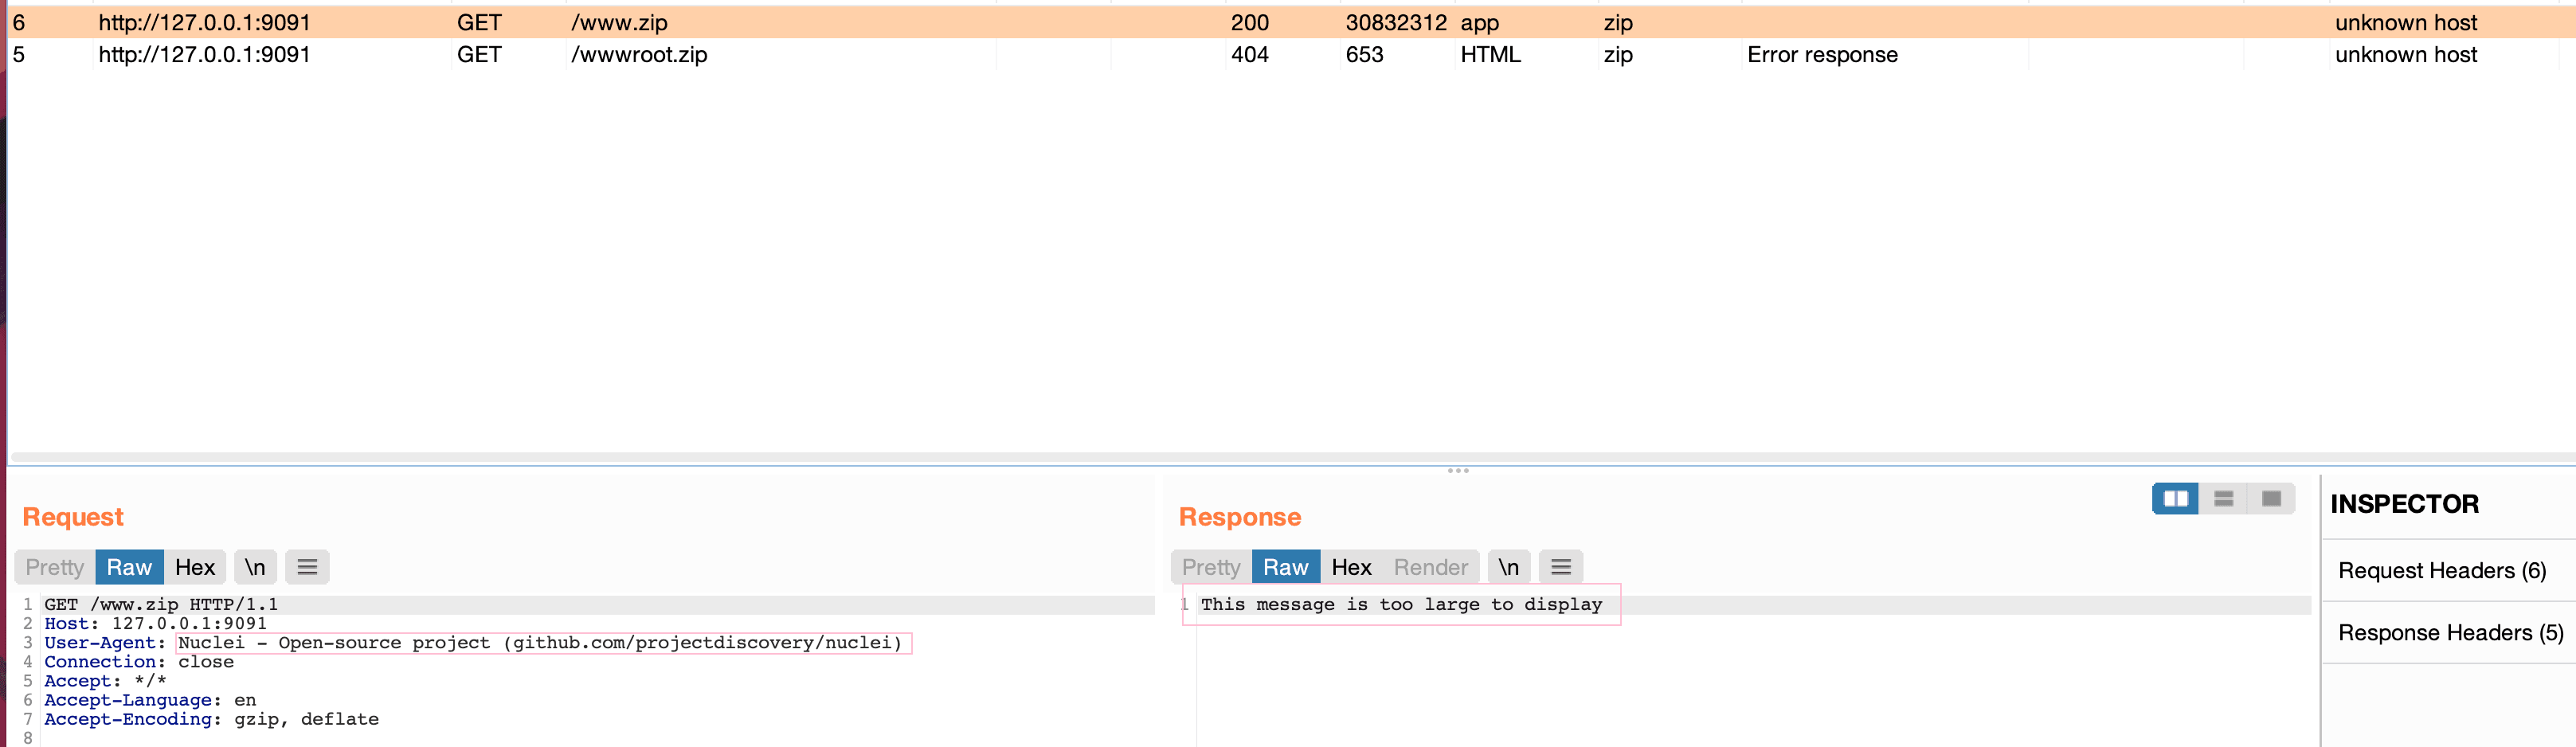 6 http://127.0.0.1:9091 GET /www.zip 200 30832312 app zip unknown host
5 http://127.0.0.1:9091 GET /wwwroot.zip 404 653 HTML zip Error response unknown host
Request
Pretty Raw Hex \n
1 GET /www.zip HTTP/1.1
2 Host: 127.0.0.1:9091
3 User-Agent: Nuclei - Open-source project (github.com/projectdiscovery/nuclei)
4 Connection: close
5 Accept: */*
6 Accept-Language: en
7 Accept-Encoding: gzip, deflate
8
Response
Pretty Raw Hex Render \n
1 This message is too large to display
INSPECTOR
Request Headers (6)
Response Headers (5)